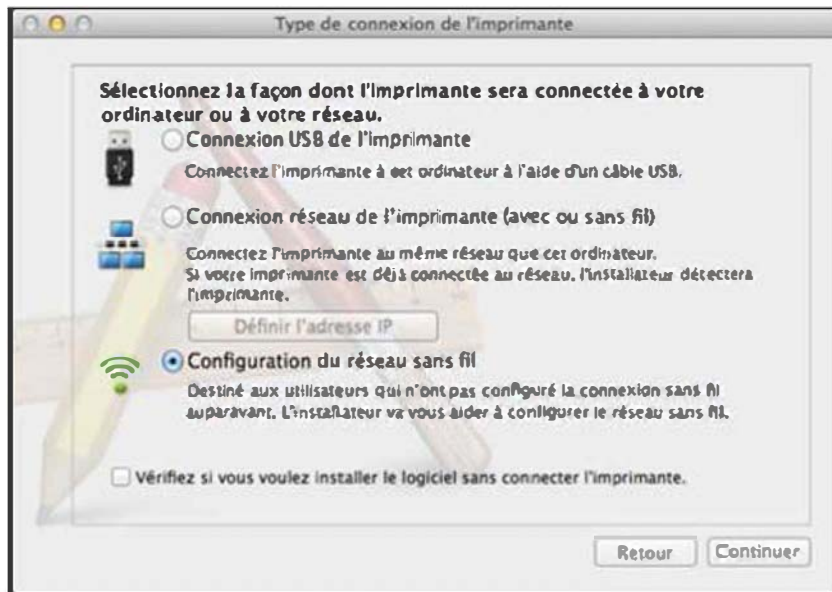 Type de connexion de l'imprimante
Sélectionnez la façon dont l'imprimante sera connectée à votre
ordinateur ou à votre réseau.
Connexion USB de l'imprimante
Connectez l'imprimante à cet ordinateur à l'aide d'un câble USB.
Connexion réseau de l'imprimante (avec ou sans fil)
Connectez l'imprimante au même réseau que cet ordinateur.
Si votre imprimante est déjà connectée au réseau, l'installateur détectera
l'imprimante.
Définir l'adresse IP
Configuration du réseau sans fil
Destiné aux utilisateurs qui n'ont pas configuré la connexion sans fil
auparavant. L'installateur va vous aider à configurer le réseau sans fil.
Vérifiez si vous voulez installer le logiciel sans connecter l'imprimante.
Retour
Continuer